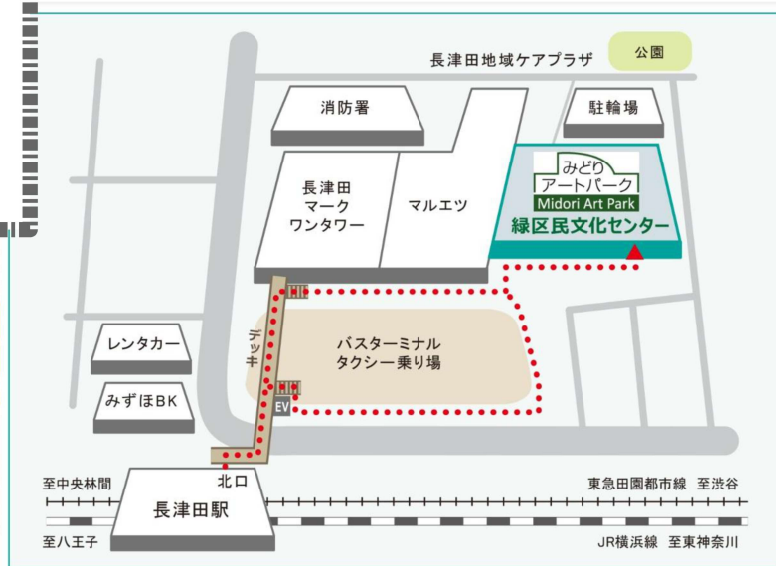 公園
長津田地域ケアプラザ
消防署
駐輪場
みどり
アートパーク
Midori Art Park
緑区民文化センター
長津田
マーク
ワンタワー
マルエツ
デッキ
バスターミナル
タクシー乗り場
レンタカー
みずほBK
EV
北口
至中央林間
東急田園都市線 至渋谷
長津田駅
至八王子
JR横浜線 至東神奈川